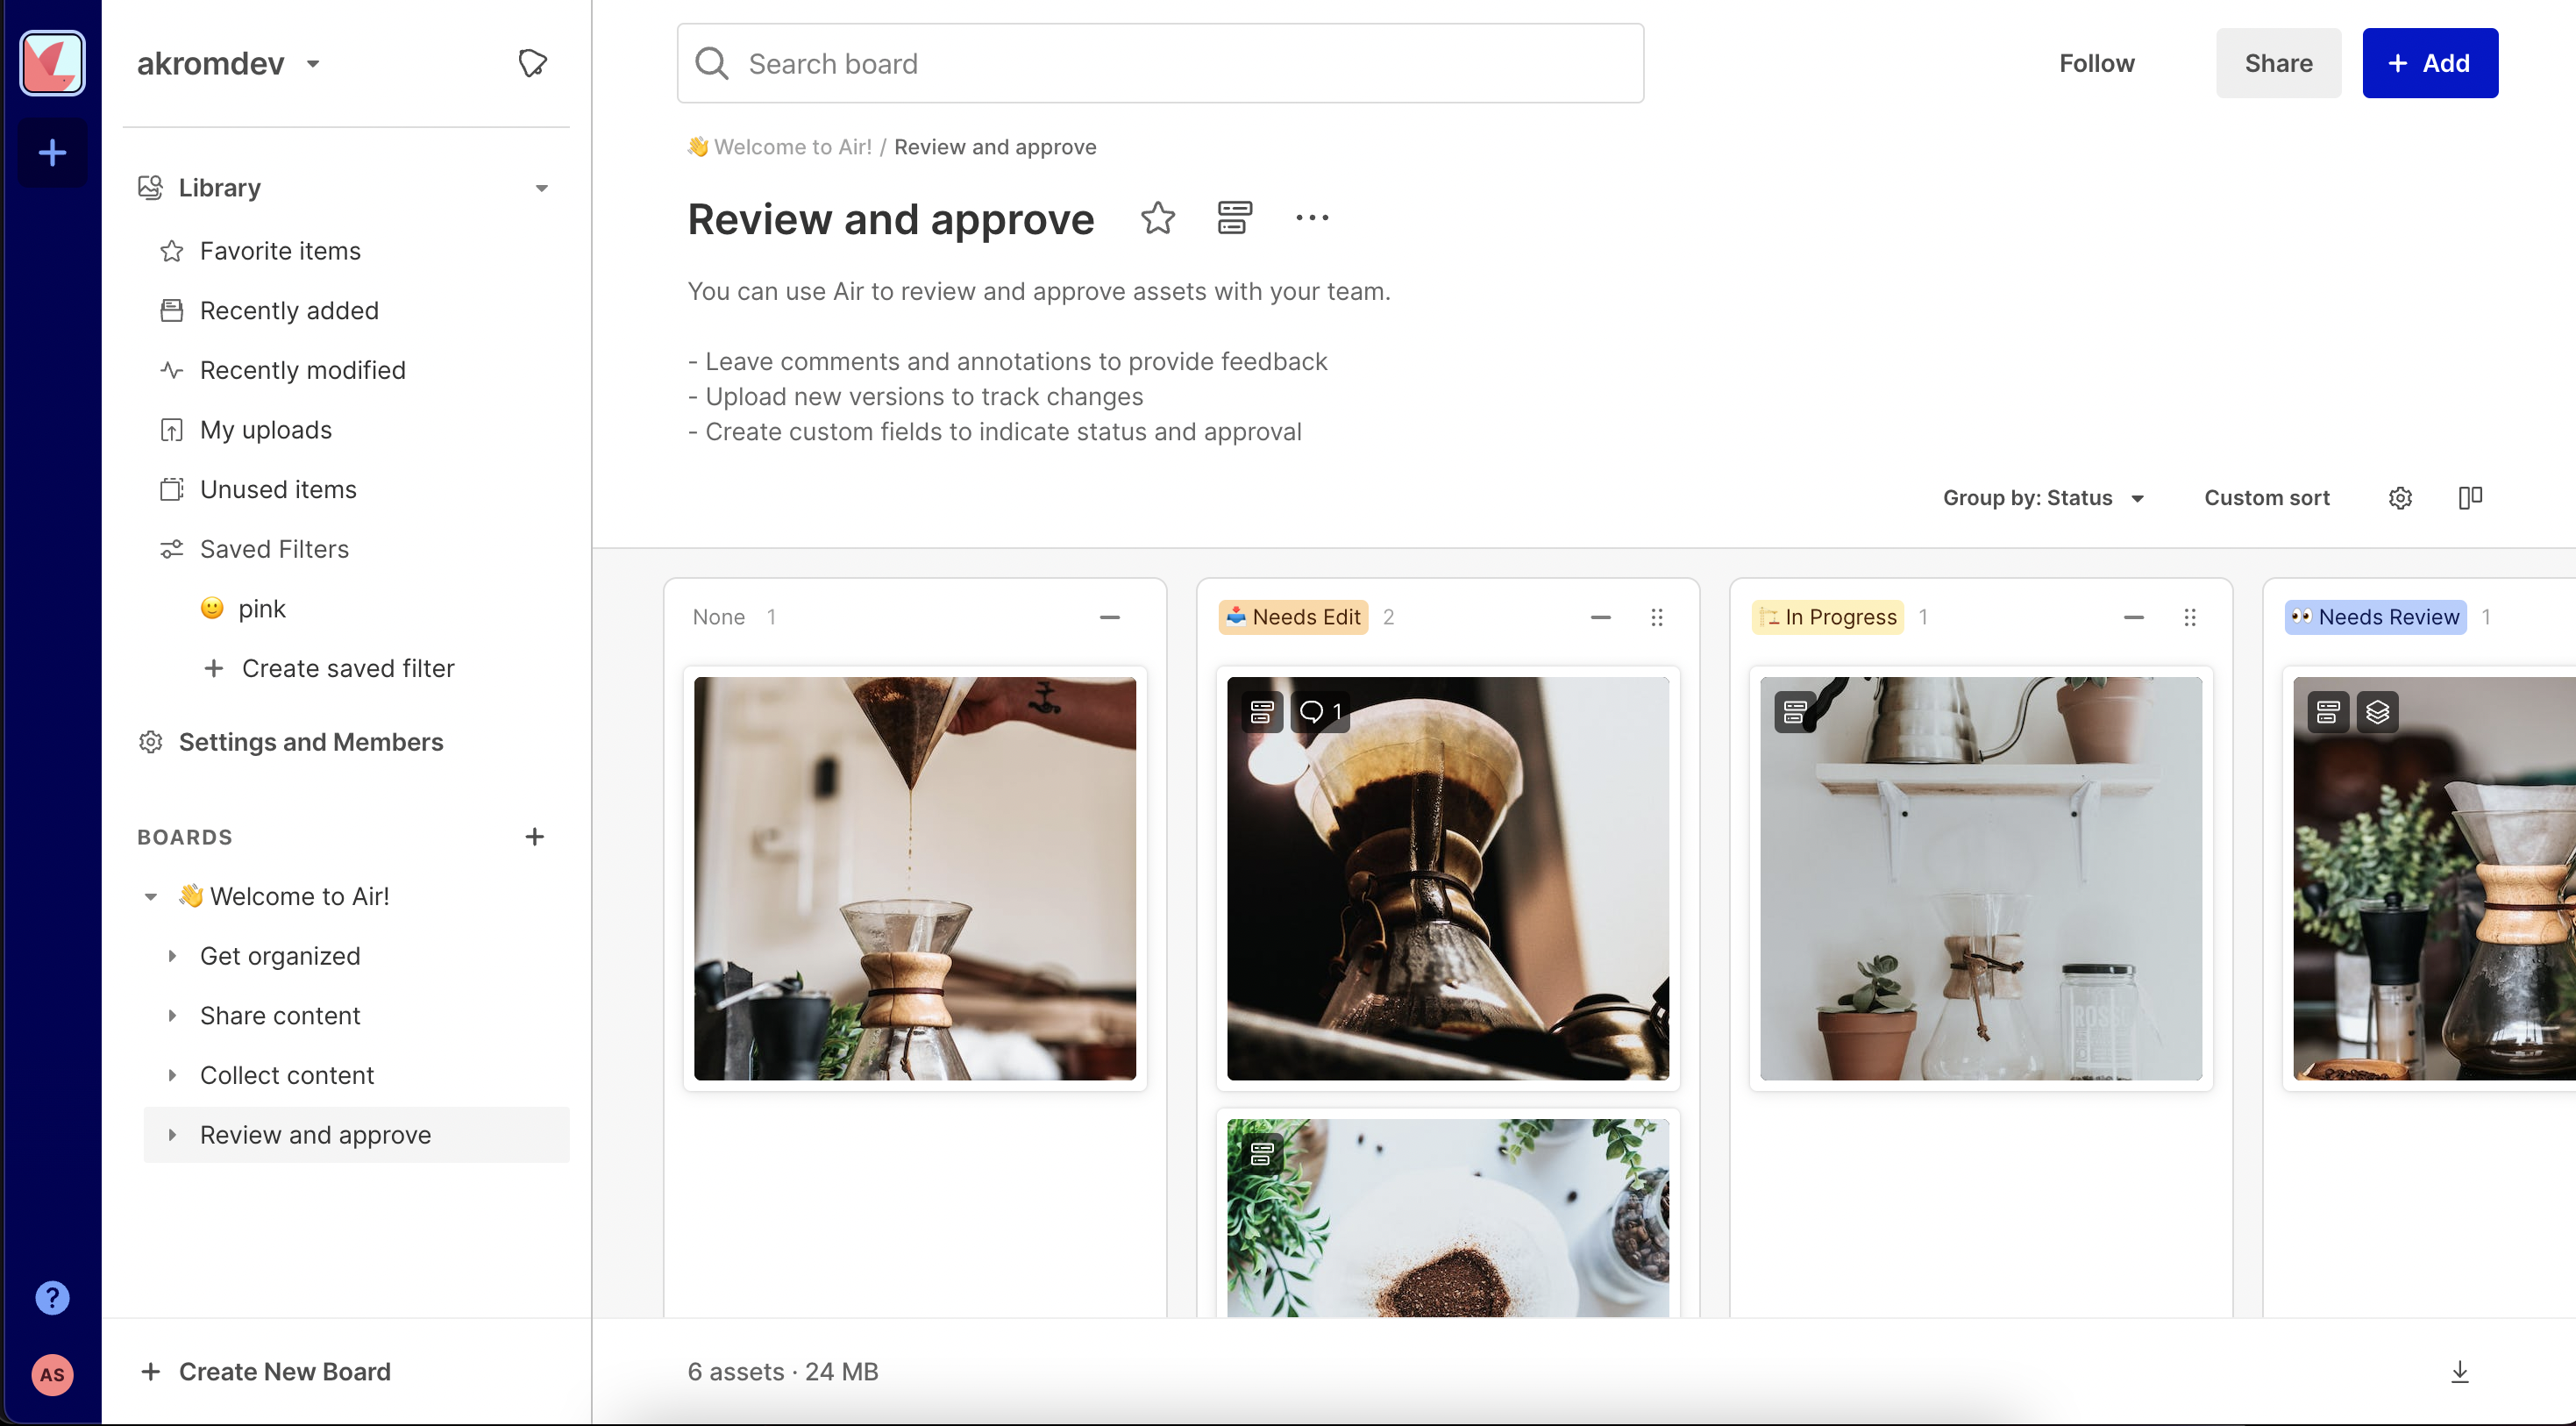 akromdev
Library
Favorite items
Recently added
Recently modified
My uploads
Unused items
Saved Filters
🙂 pink
+ Create saved filter
Settings and Members
BOARDS
👋 Welcome to Air!
Get organized
Share content
Collect content
Review and approve
?
AS
+ Create New Board
Search board
Follow
Share
+ Add
👋 Welcome to Air! / Review and approve
Review and approve
You can use Air to review and approve assets with your team.
- Leave comments and annotations to provide feedback
- Upload new versions to track changes
- Create custom fields to indicate status and approval
Group by: Status
Custom sort
None 1
📥 Needs Edit 2
🏗️ In Progress 1
👀 Needs Review 1
1
6 assets · 24 MB